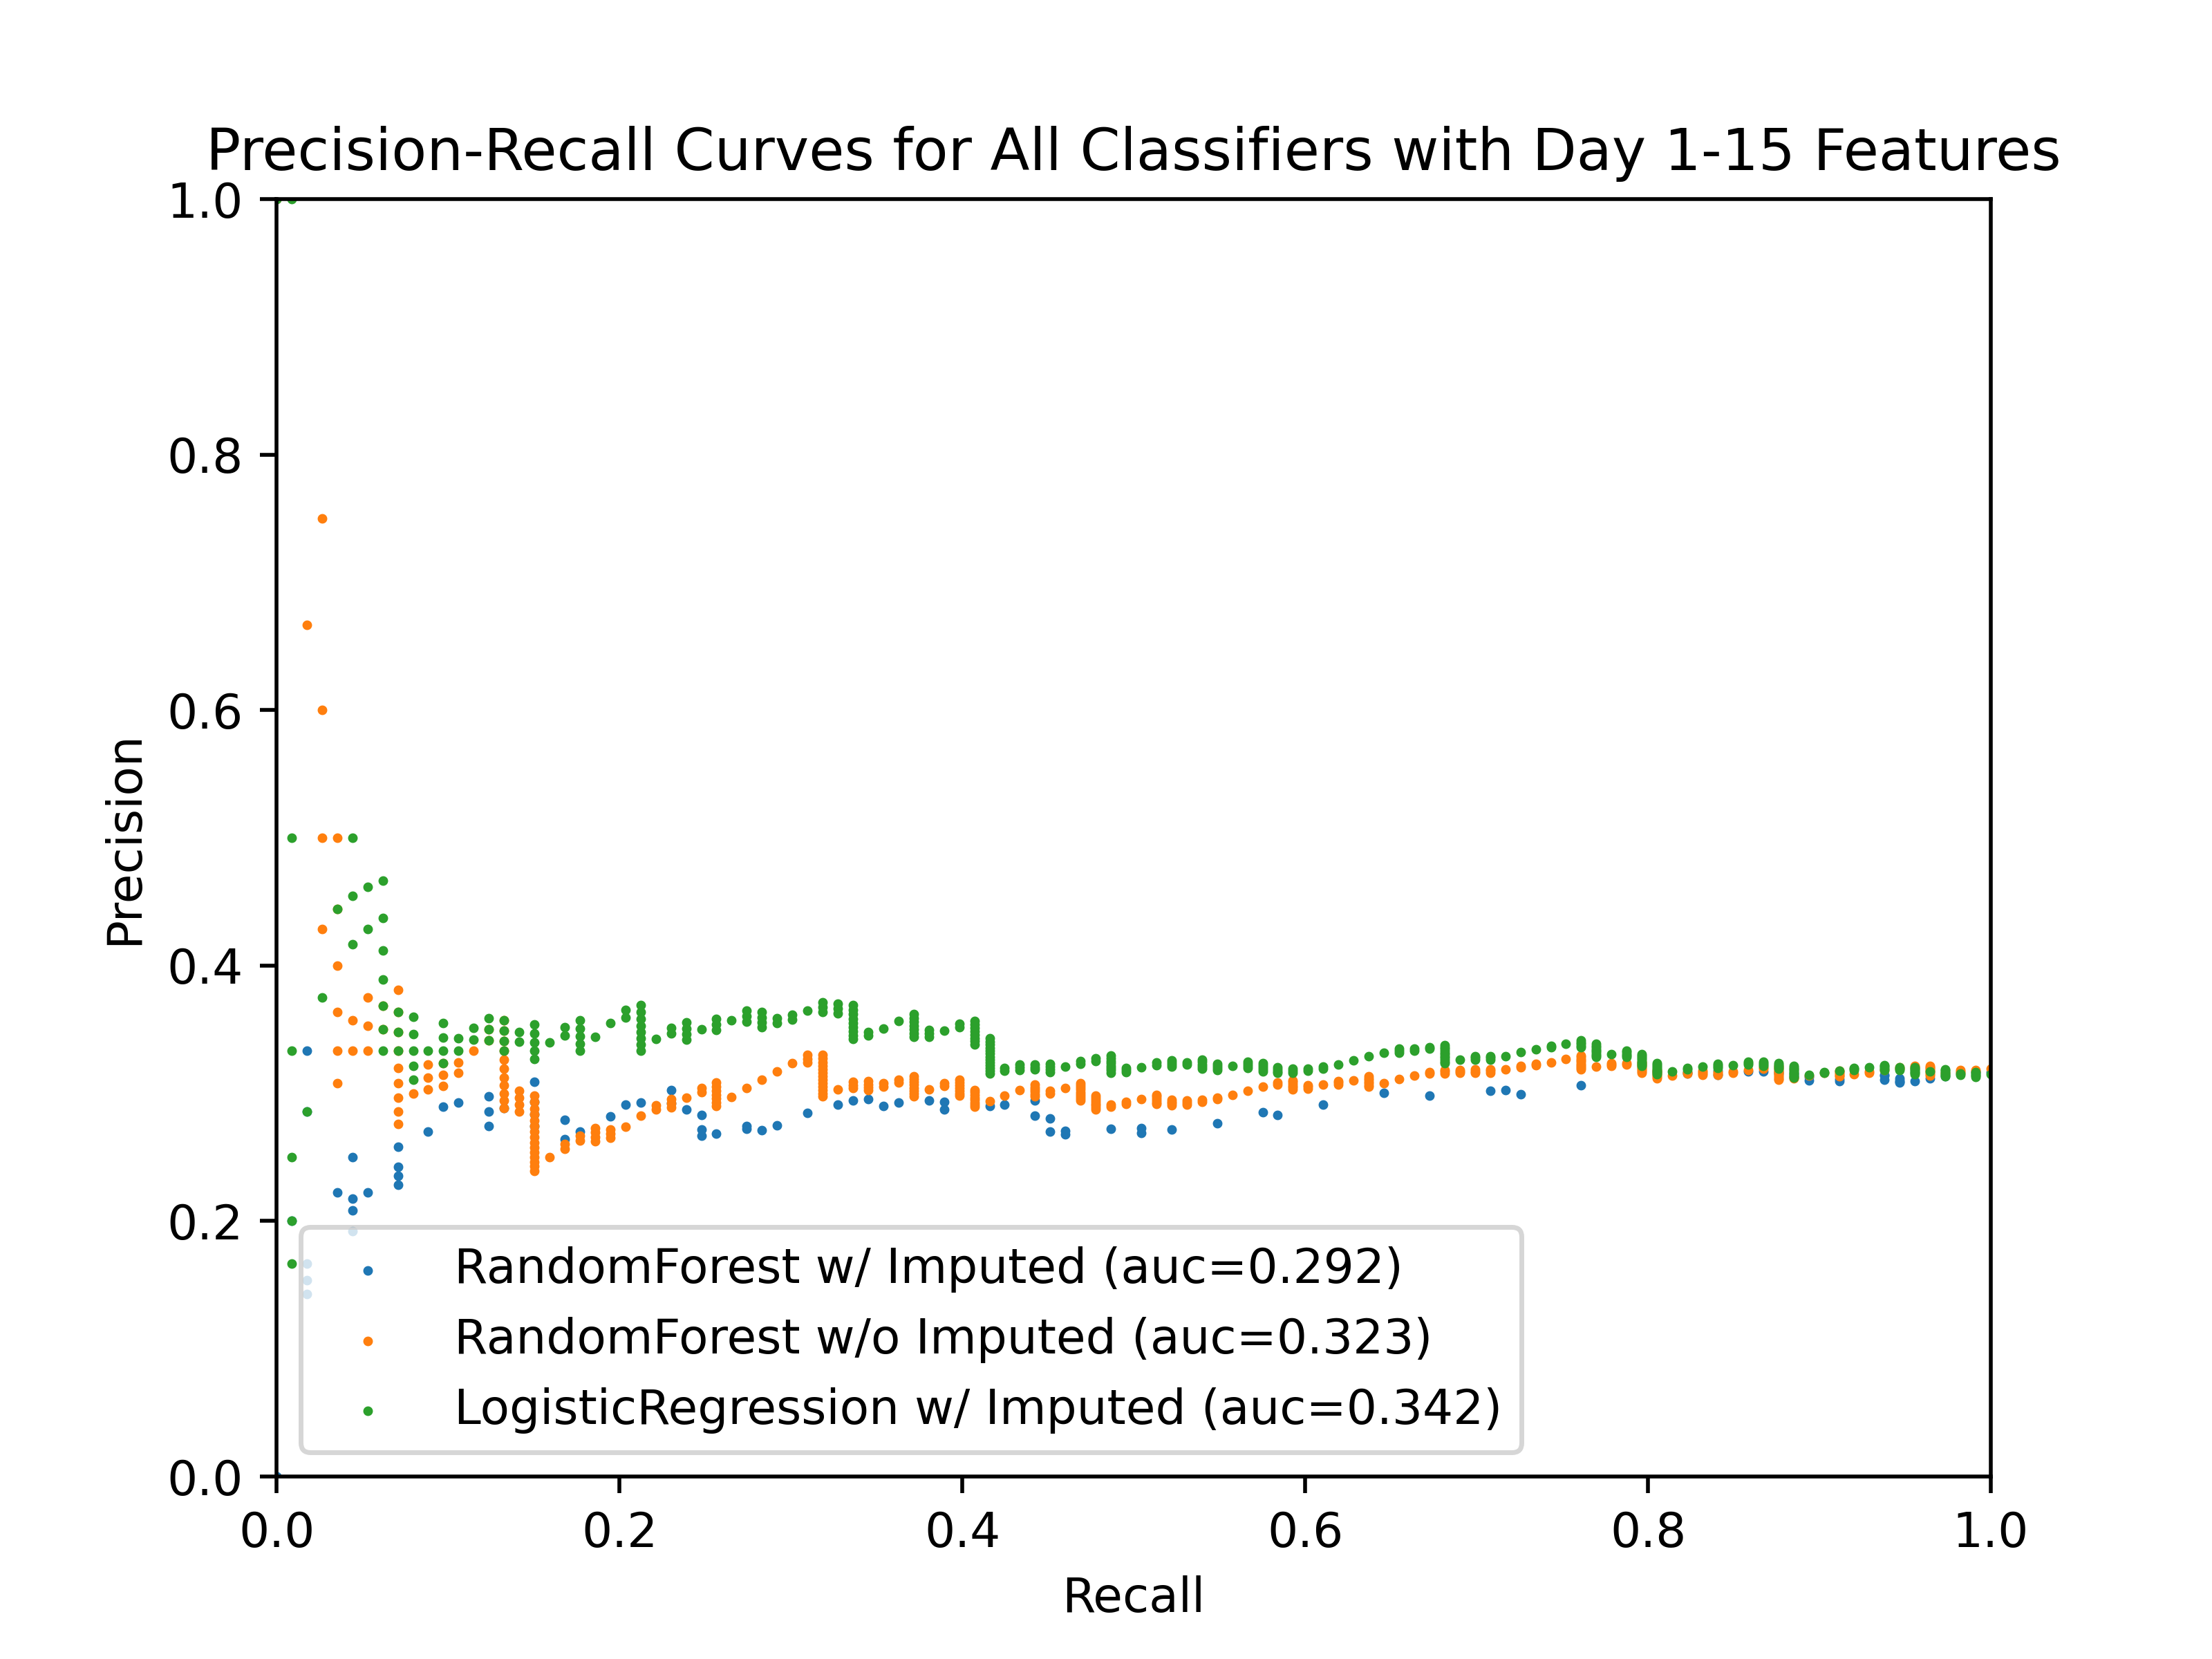 Precision-Recall Curves for All Classifiers with Day 1-15 Features
1.0
0.8
0.6
0.4
0.2
0.0
Precision
RandomForest w/ Imputed (auc=0.292)
RandomForest w/o Imputed (auc=0.323)
LogisticRegression w/ Imputed (auc=0.342)
0.0 0.2 0.4 0.6 0.8 1.0
Recall